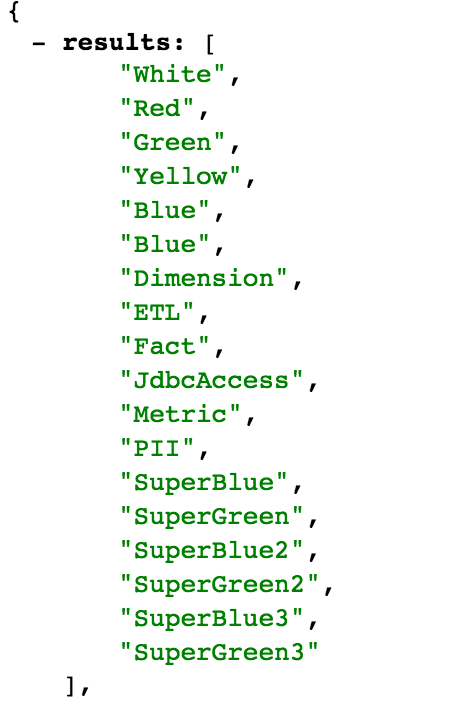 {
- results: [
"White",
"Red",
"Green",
"Yellow",
"Blue",
"Blue",
"Dimension",
"ETL",
"Fact",
"JdbcAccess",
"Metric",
"PII",
"SuperBlue",
"SuperGreen",
"SuperBlue2",
"SuperGreen2",
"SuperBlue3",
"SuperGreen3"
],